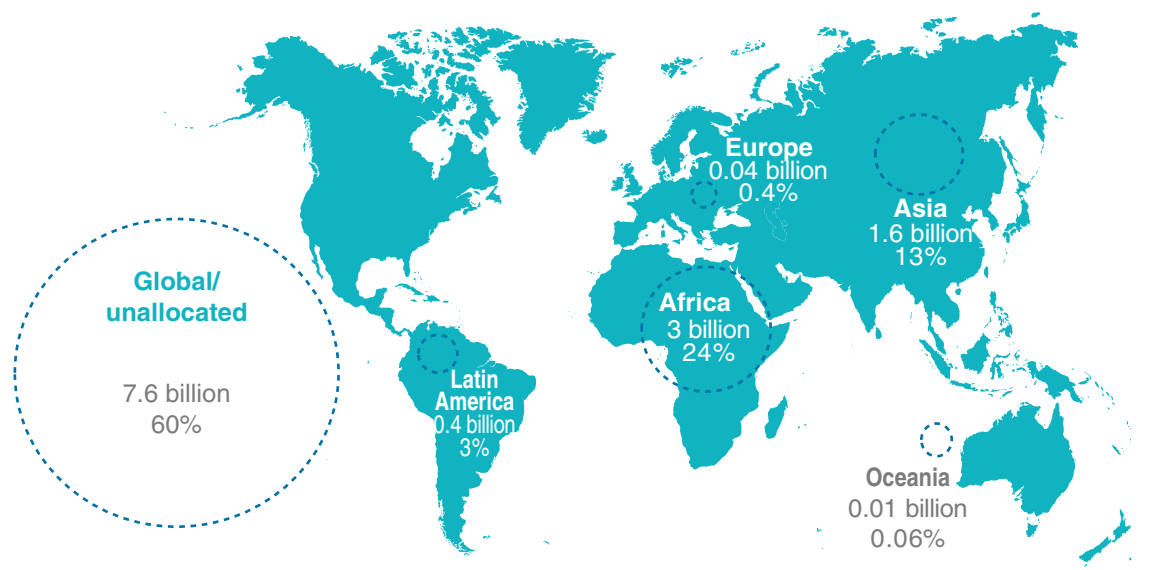 Global/
unallocated
7.6 billion
60%
Latin
America
0.4 billion
3%
Europe
0.04 billion
0.4%
Africa
3 billion
24%
Asia
1.6 billion
13%
Oceania
0.01 billion
0.06%